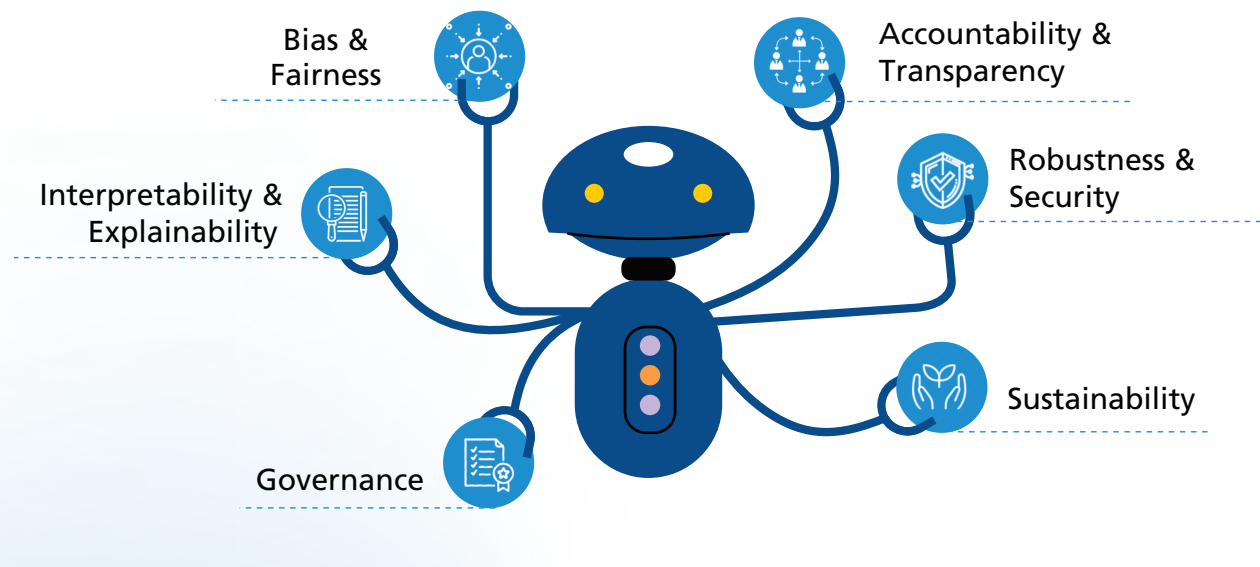 Bias &
Fairness
Accountability &
Transparency
Interpretability &
Explainability
Robustness &
Security
Governance
Sustainability